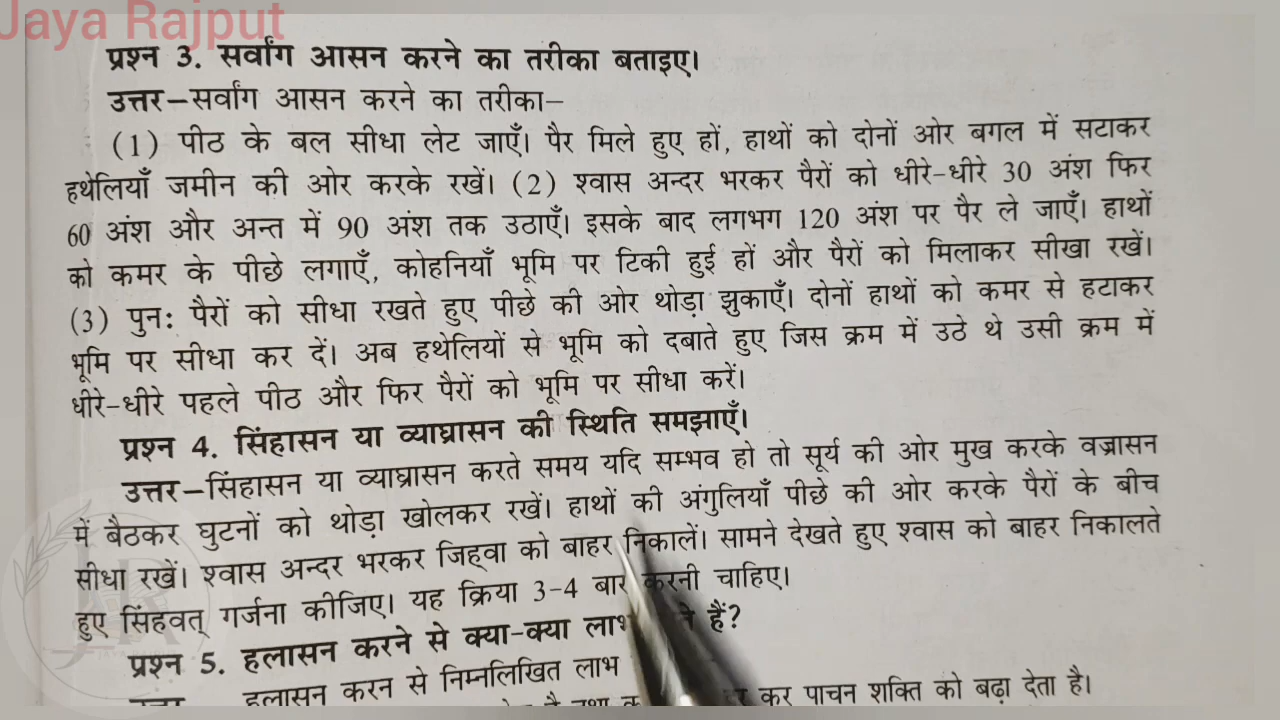 Jaya Rajput
प्रश्न 3. सर्वांग आसन करने का तरीका बताइए।
उत्तर–सर्वांग आसन करने का तरीका–
(1) पीठ के बल सीधा लेट जाएँ। पैर मिले हुए हों, हाथों को दोनों ओर बगल में सटाकर
हथेलियाँ जमीन की ओर करके रखें। (2) श्वास अन्दर भरकर पैरों को धीरे-धीरे 30 अंश फिर
60 अंश और अन्त में 90 अंश तक उठाएँ। इसके बाद लगभग 120 अंश पर पैर ले जाएँ। हाथों
को कमर के पीछे लगाएँ, कोहनियाँ भूमि पर टिकी हुई हों और पैरों को मिलाकर सीखा रखें।
(3) पुन: पैरों को सीधा रखते हुए पीछे की ओर थोड़ा झुकाएँ। दोनों हाथों को कमर से हटाकर
भूमि पर सीधा कर दें। अब हथेलियों से भूमि को दबाते हुए जिस क्रम में उठे थे उसी क्रम में
धीरे-धीरे पहले पीठ और फिर पैरों को भूमि पर सीधा करें।
प्रश्न 4. सिंहासन या व्याघ्रासन की स्थिति समझाएँ।
उत्तर–सिंहासन या व्याघ्रासन करते समय यदि सम्भव हो तो सूर्य की ओर मुख करके वज्रासन
में बैठकर घुटनों को थोड़ा खोलकर रखें। हाथों की अंगुलियाँ पीछे की ओर करके पैरों के बीच
सीधा रखें। श्वास अन्दर भरकर जिह्वा को बाहर निकालें। सामने देखते हुए श्वास को बाहर निकालते
हुए सिंहवत् गर्जना कीजिए। यह क्रिया 3-4 बार करनी चाहिए।
प्रश्न 5. हलासन करने से क्या-क्या हैं?
हलासन करन से निम्नलिखित लाभ
कर पाचन शक्ति को बढ़ा देता है।